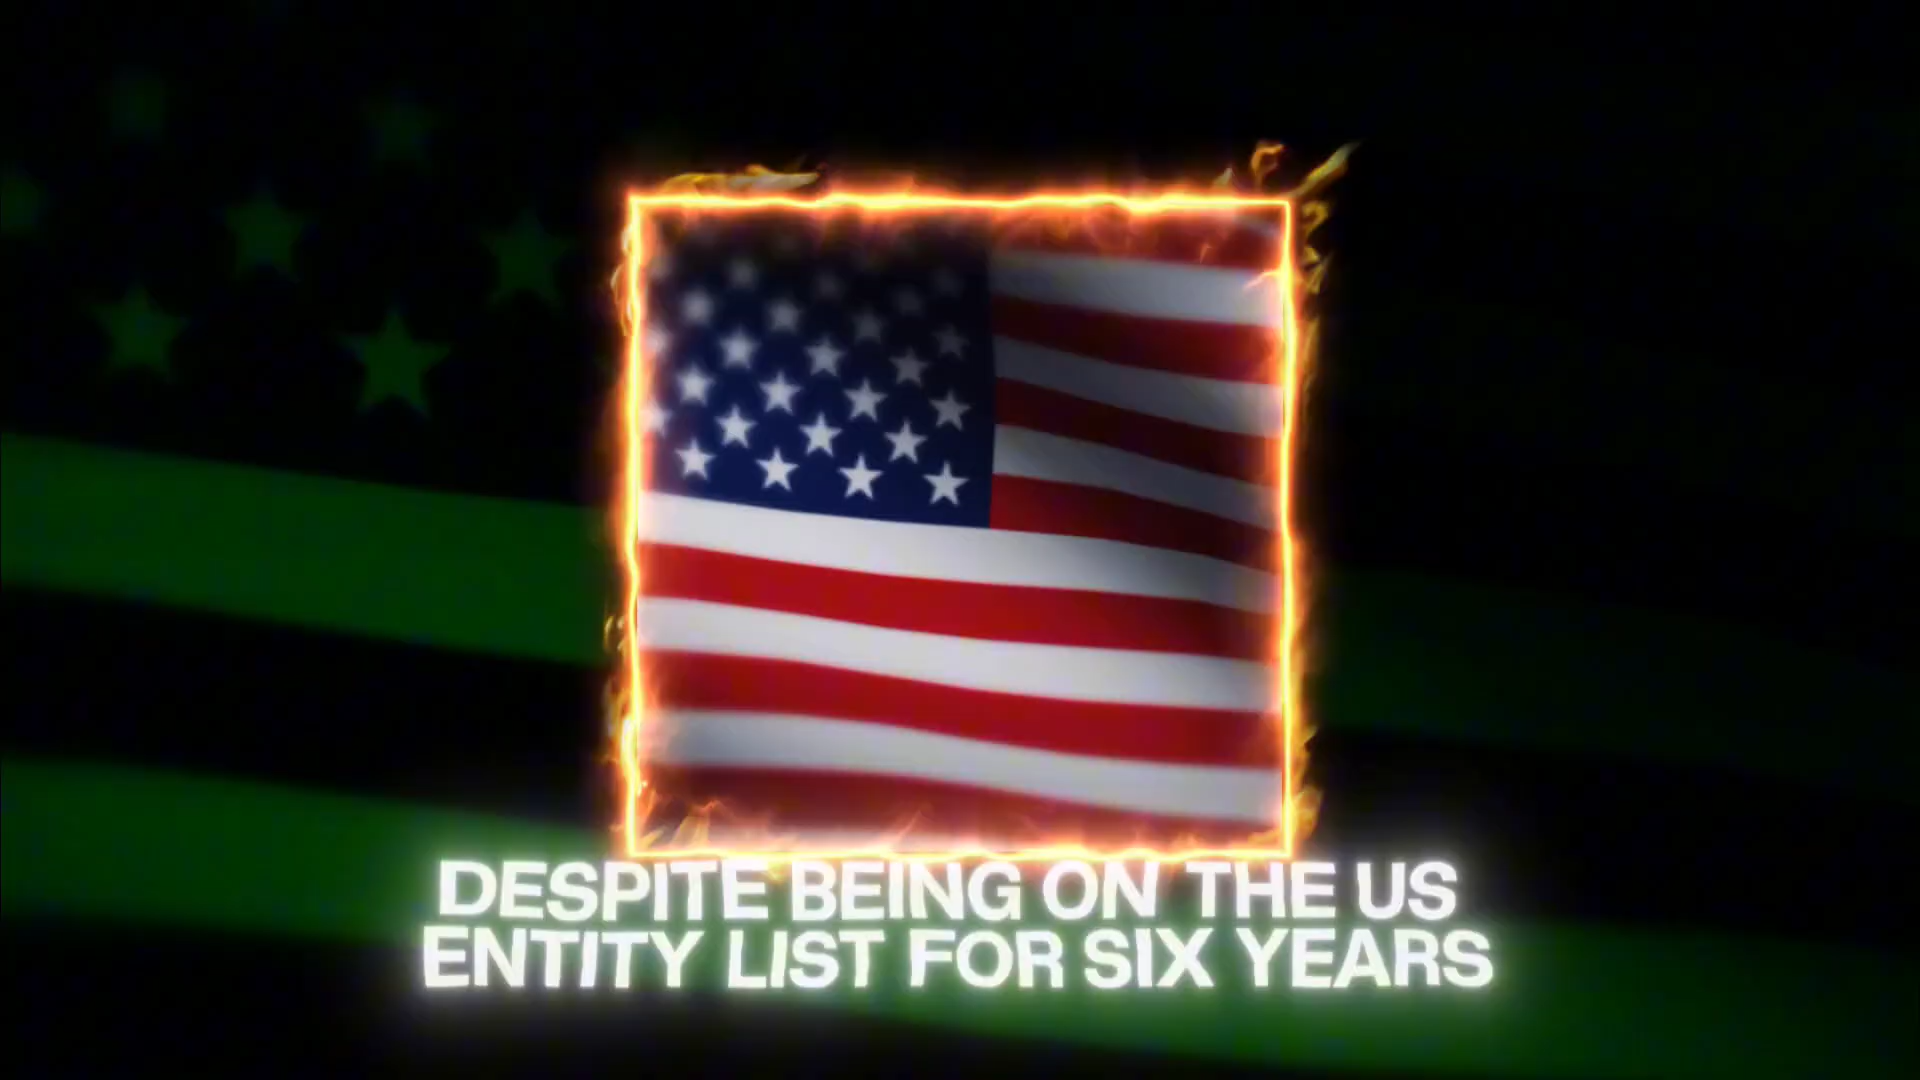 DESPITE BEING ON THE US
ENTITY LIST FOR SIX YEARS